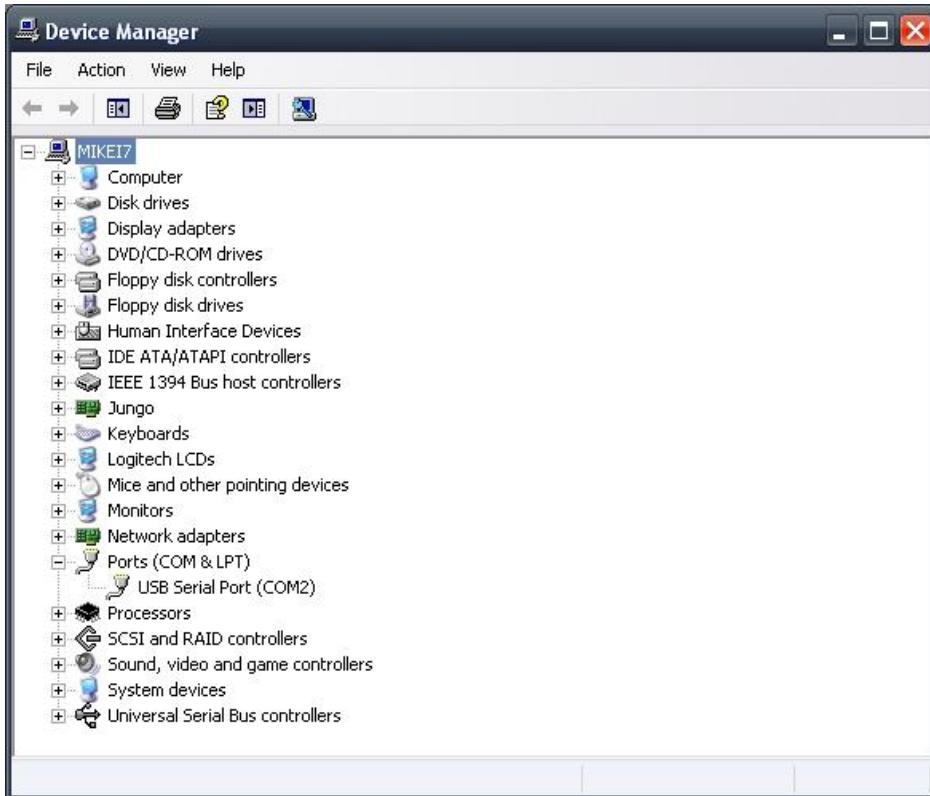 Device Manager
File Action View Help
MIKEI7
Computer
Disk drives
Display adapters
DVD/CD-ROM drives
Floppy disk controllers
Floppy disk drives
Human Interface Devices
IDE ATA/ATAPI controllers
IEEE 1394 Bus host controllers
Jungo
Keyboards
Logitech LCDs
Mice and other pointing devices
Monitors
Network adapters
Ports (COM & LPT)
USB Serial Port (COM2)
Processors
SCSI and RAID controllers
Sound, video and game controllers
System devices
Universal Serial Bus controllers